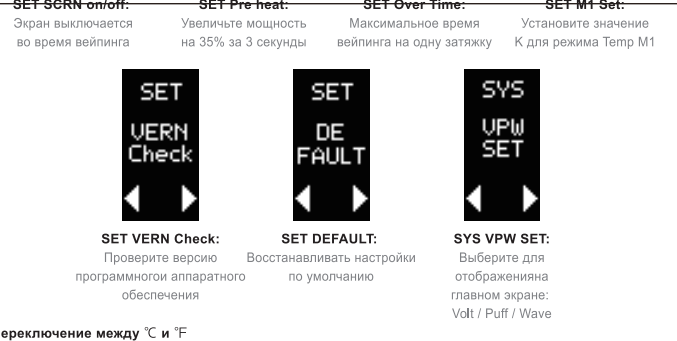 SET SCRN on/off: SET Pre heat: SET Over Time: SET M1 Set:
Экран выключается Увеличьте мощность Максимальное время Установите значение
во время вейпинга на 35% за 3 секунды вейпинга на одну затяжку K для режима Temp M1
SET SET SYS
VERN DE VPW
Check FAULT SET
SET VERN Check: SET DEFAULT: SYS VPW SET:
Проверите версию Восстанавливать настройки Выберите для
программногои аппаратного по умолчанию отображенияна
обеспечения главном экране:
Volt / Puff / Wave
ереключение между ℃ и ℉